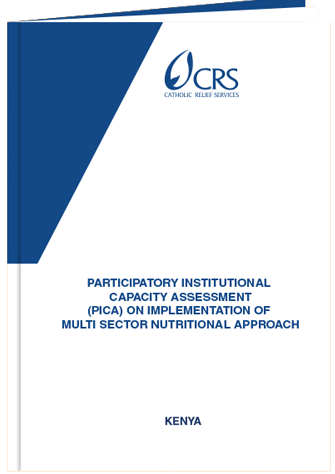 CRS
CATHOLIC RELIEF SERVICES
PARTICIPATORY INSTITUTIONAL
CAPACITY ASSESSMENT
(PICA) ON IMPLEMENTATION OF
MULTI SECTOR NUTRITIONAL APPROACH
KENYA